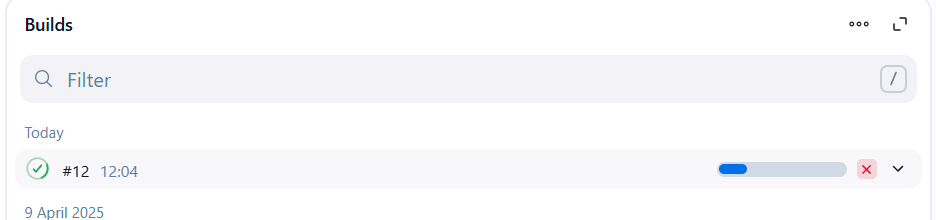 Builds
Filter /
Today
#12 12:04
9 April 2025